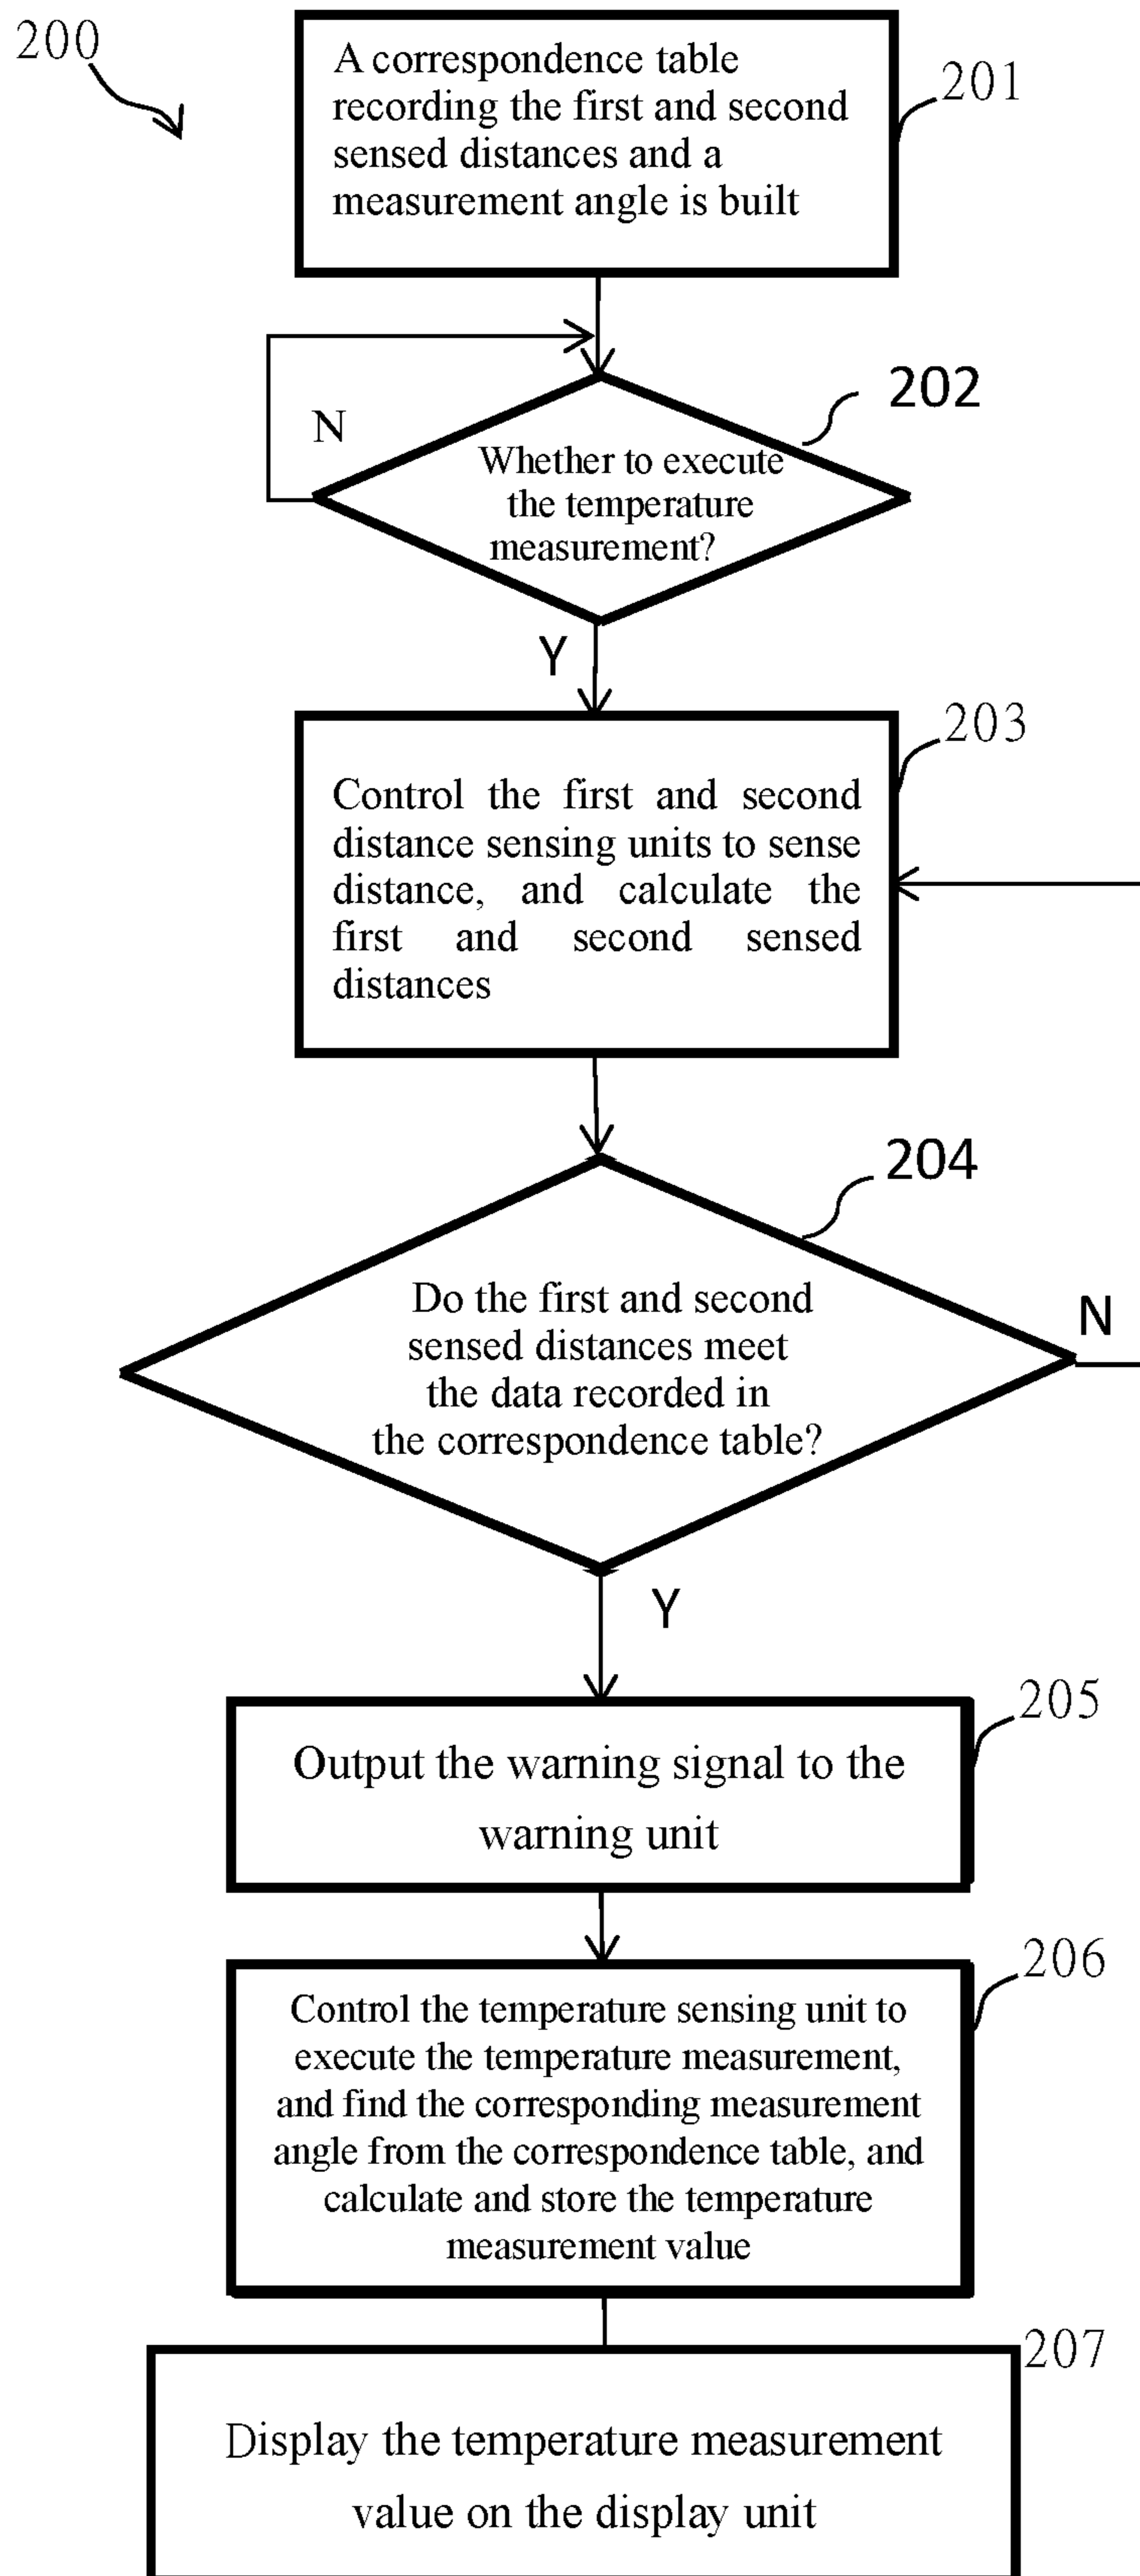 200
A correspondence table
recording the first and second
sensed distances and a
measurement angle is built
201
202
N
Whether to execute
the temperature
measurement?
Y
203
Control the first and second
distance sensing units to sense
distance, and calculate the
first and second sensed
distances
204
Do the first and second
sensed distances meet
the data recorded in
the correspondence table?
N
Y
205
Output the warning signal to the
warning unit
206
Control the temperature sensing unit to
execute the temperature measurement,
and find the corresponding measurement
angle from the correspondence table, and
calculate and store the temperature
measurement value
207
Display the temperature measurement
value on the display unit